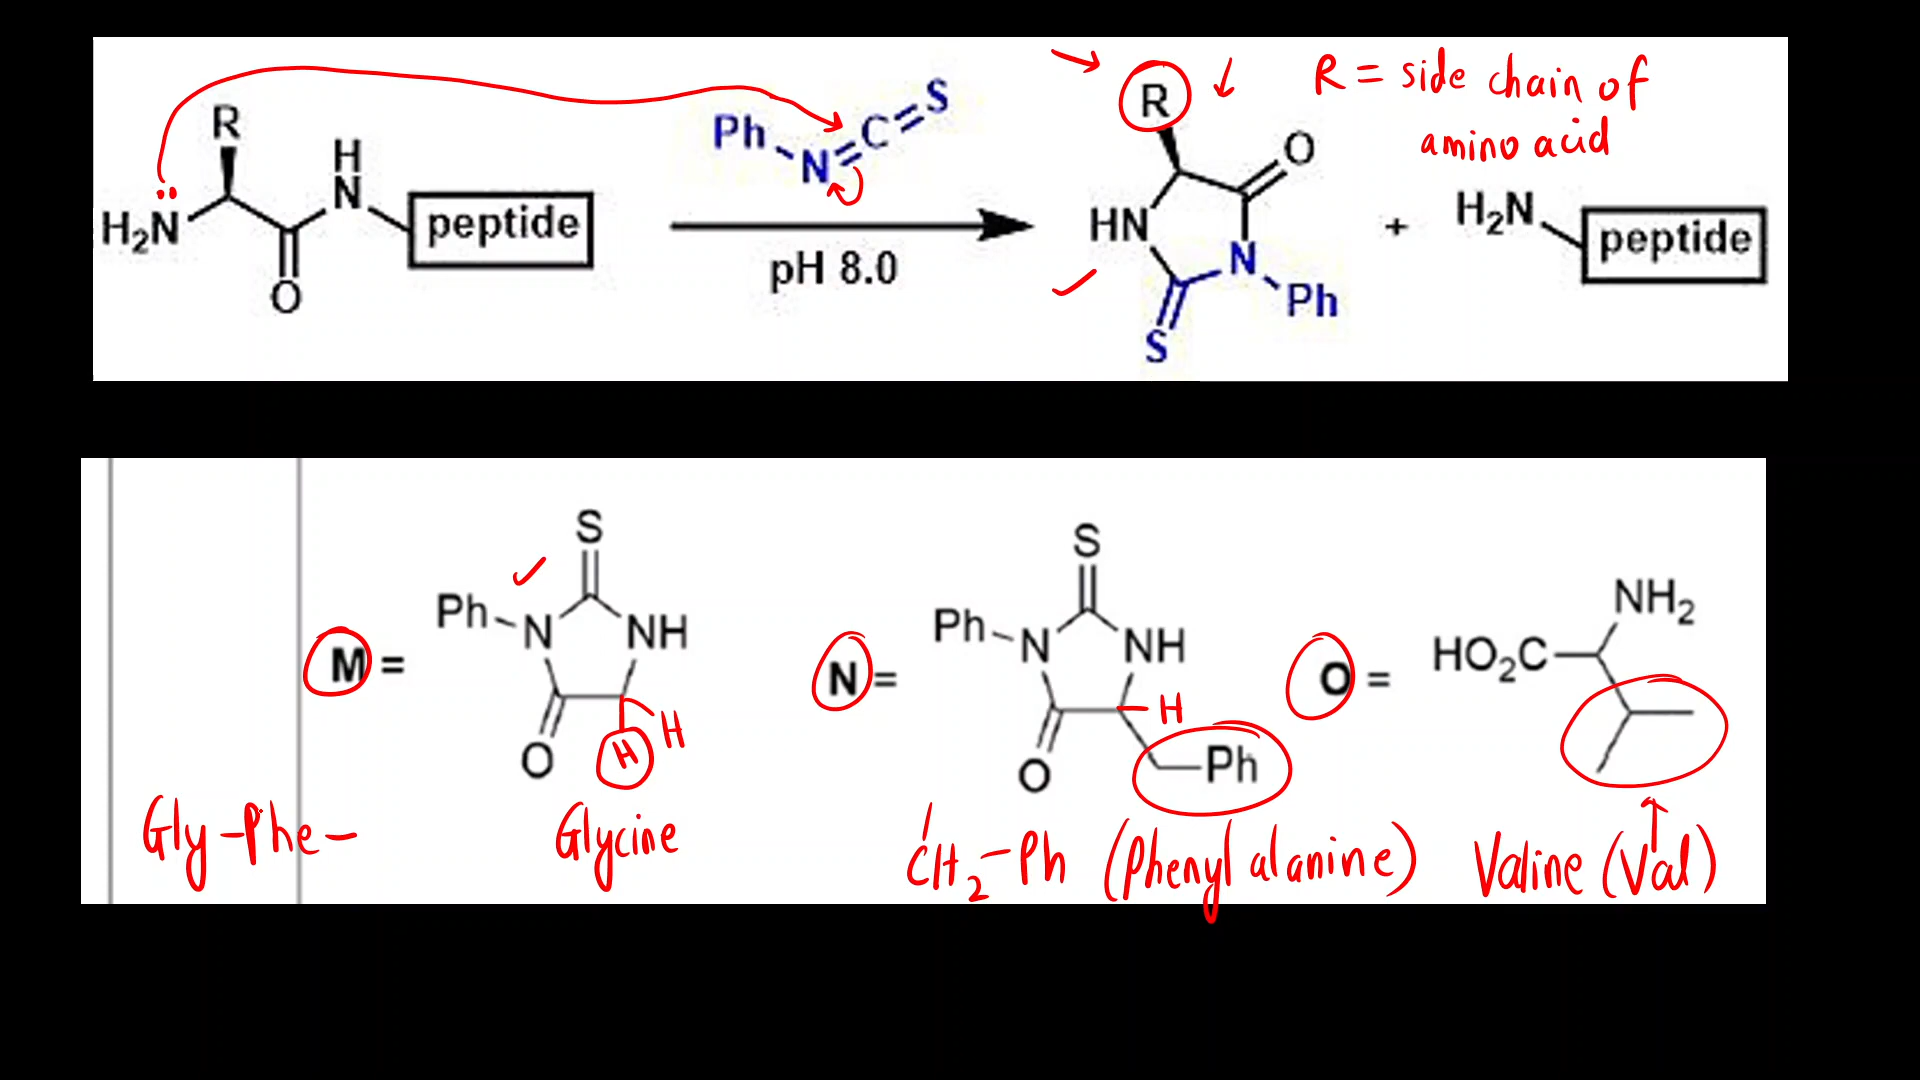 R = side chain of
amino acid
R
H
H₂N
N
peptide
O
Ph
N
C
S
pH 8.0
R
O
HN
N
Ph
S
+
H₂N
peptide
M =
S
Ph
N
NH
O
H
H
N =
S
Ph
N
NH
H
O
Ph
O =
NH₂
HO₂C
Gly-Phe-
Glycine
CH₂-Ph (Phenyl alanine)
Valine (Val)